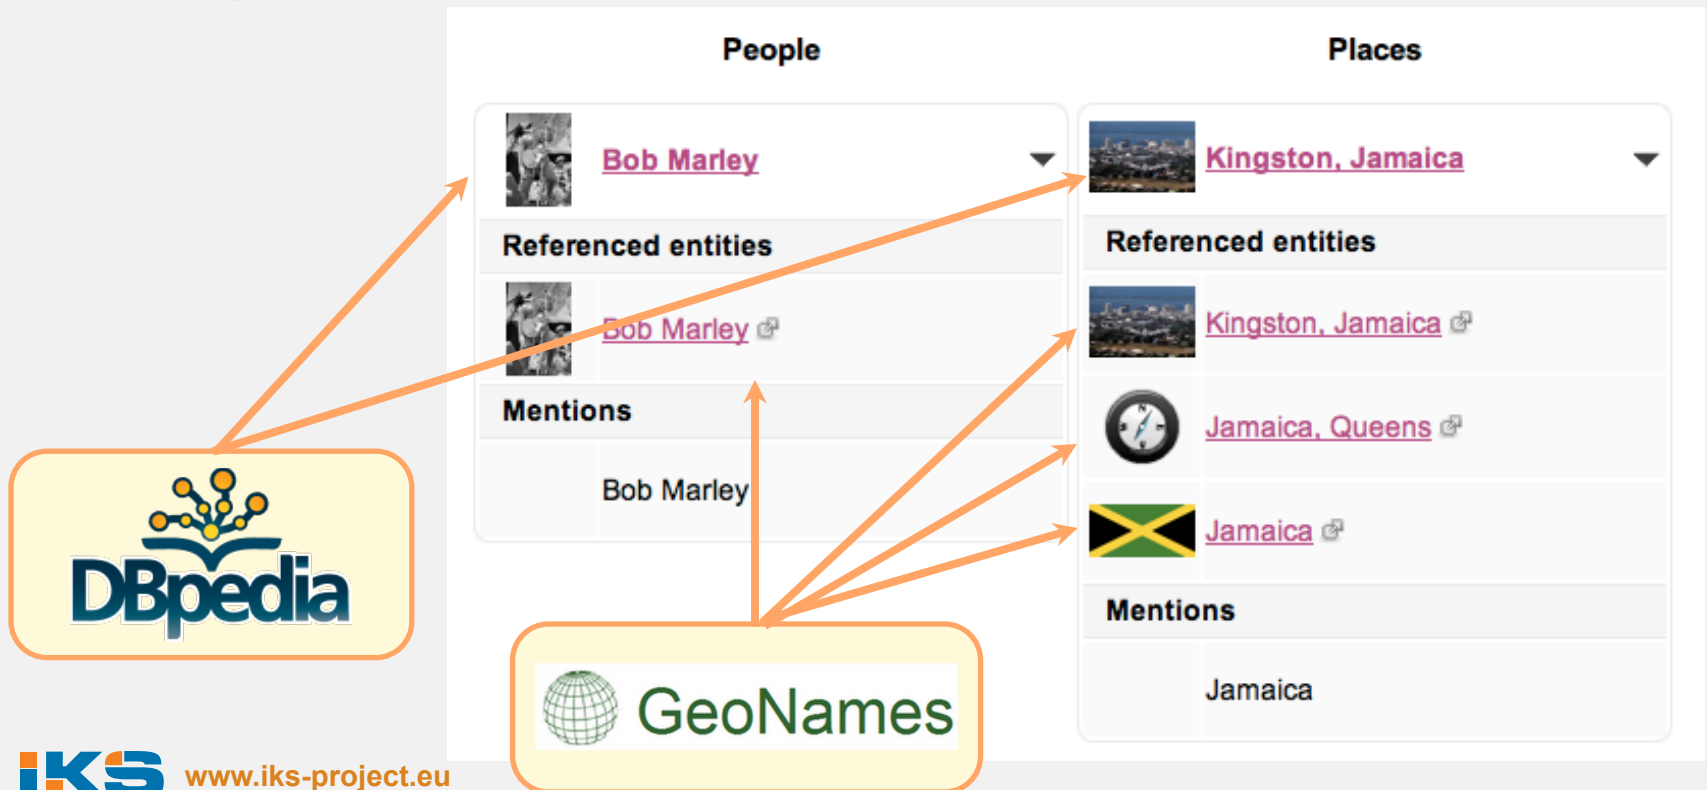 People
Places
Bob Marley
Kingston, Jamaica
Referenced entities
Referenced entities
Bob Marley
Kingston, Jamaica
Mentions
Jamaica, Queens
Bob Marley
Jamaica
Mentions
Jamaica
DBpedia
GeoNames
iKS www.iks-project.eu